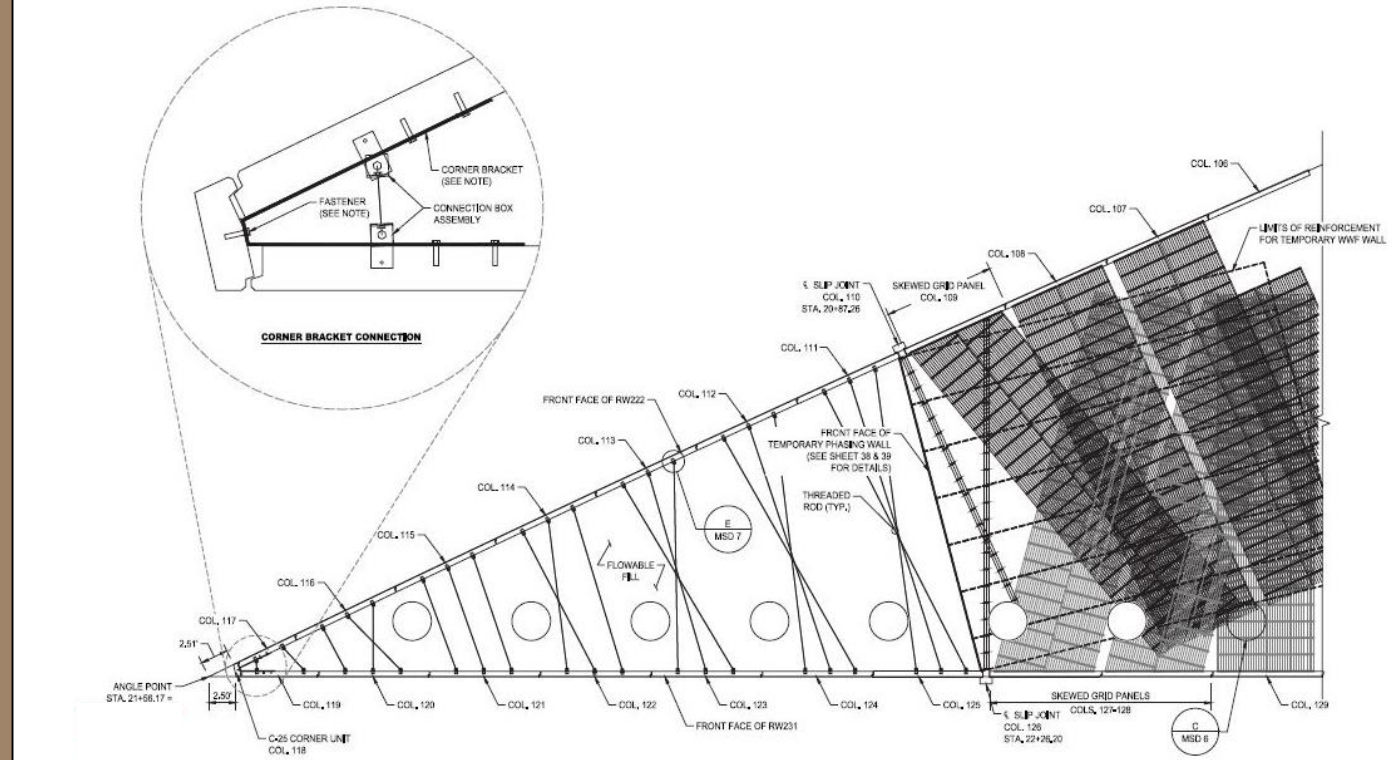 CORNER BRACKET
(SEE NOTE)
FASTENER
(SEE NOTE)
CONNECTION BOX
ASSEMBLY
CORNER BRACKET CONNECTION
COL. 106
COL. 107
LIMITS OF REINFORCEMENT
FOR TEMPORARY WWF WALL
COL. 108
SKEWED GRID PANEL
COL. 109
℄ SLIP JOINT
COL. 110
STA. 20+87.26
COL. 111
FRONT FACE OF RW222
COL. 112
FRONT FACE OF
TEMPORARY PHASING WALL
(SEE SHEET 38 & 39
FOR DETAILS)
COL. 113
COL. 114
THREADED
ROD (TYP.)
E
MSD 7
COL. 115
FLOWABLE
FILL
COL. 116
COL. 117
2.51'
ANGLE POINT
STA. 21+56.17 =
2.50'
COL. 119
COL. 120
COL. 121
COL. 122
COL. 123
COL. 124
COL. 125
SKEWED GRID PANELS
COLS. 127-128
COL. 129
FRONT FACE OF RW231
℄ SLIP JOINT
COL. 126
STA. 22+26.20
C
MSD 6
C-25 CORNER UNIT
COL. 118